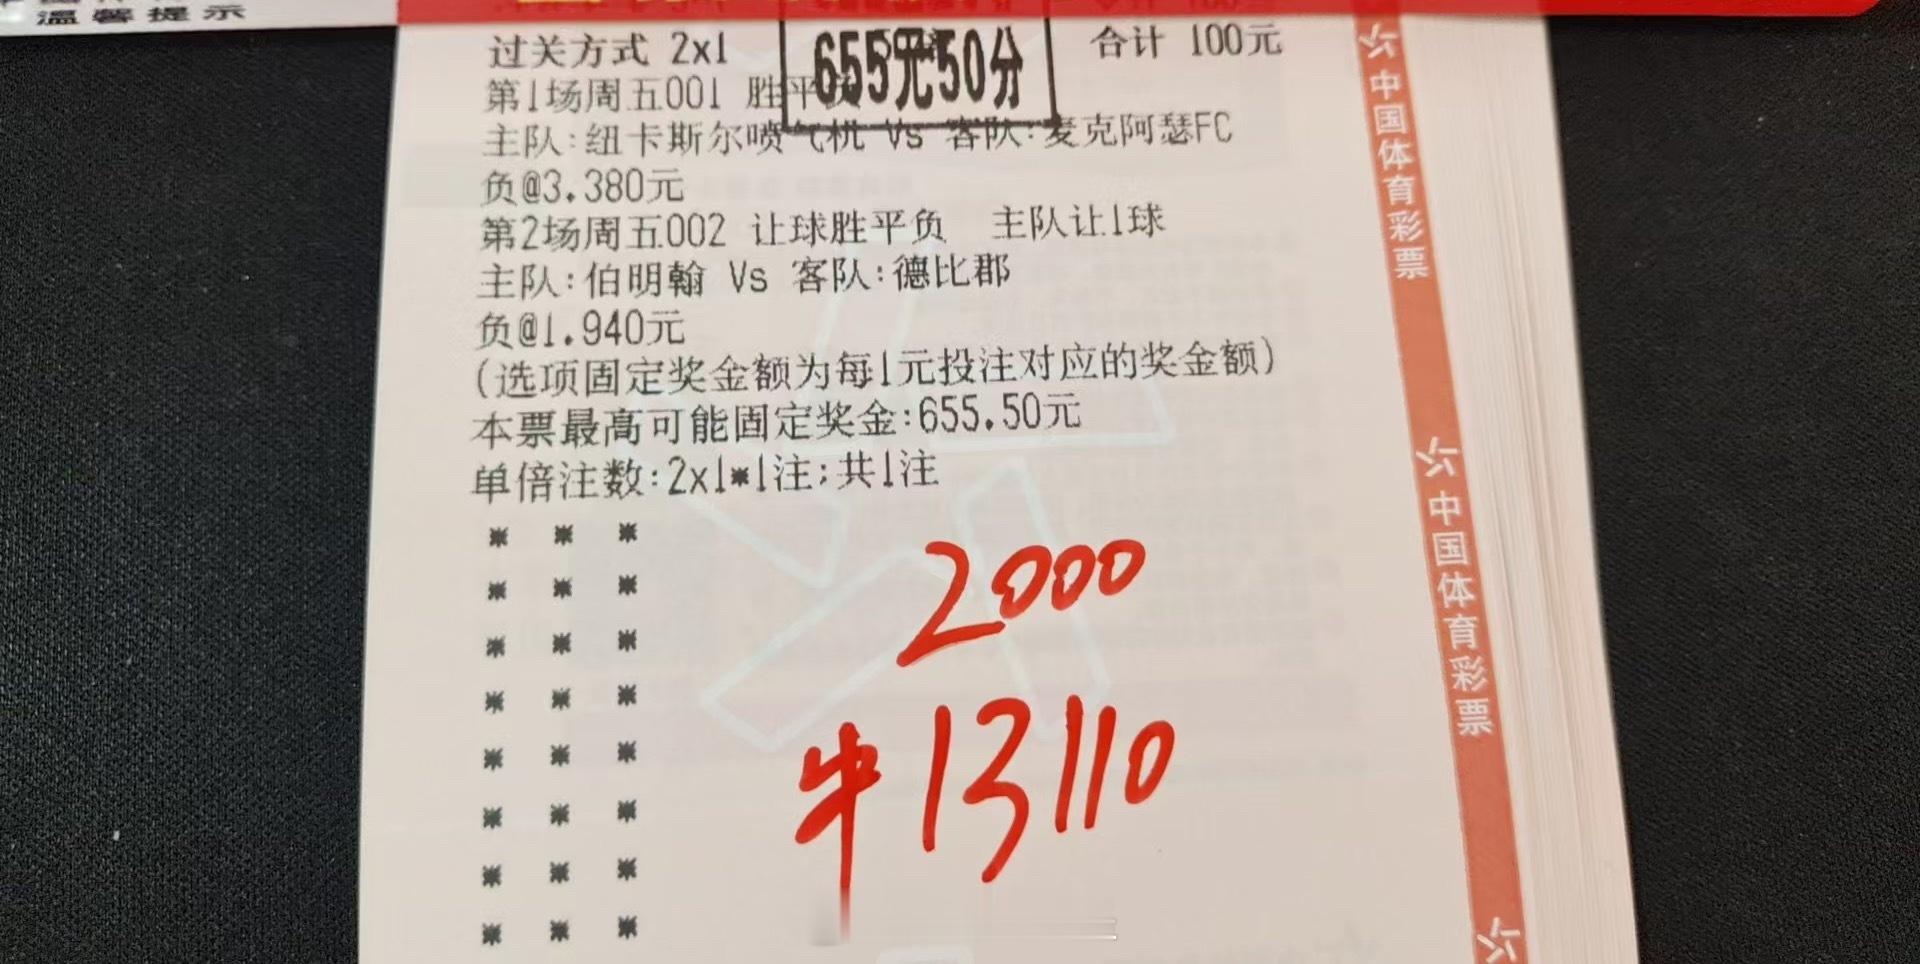 温馨提示
过关方式 2x1
655元50分
合计 100元
第1场周五001 胜平负
主队:纽卡斯尔喷气机 Vs 客队:麦克阿瑟FC
负@3.380元
第2场周五002 让球胜平负 主队让1球
主队:伯明翰 Vs 客队:德比郡
负@1.940元
(选项固定奖金额为每1元投注对应的奖金额)
本票最高可能固定奖金:655.50元
单倍注数:2x1*1注;共1注
2000
中13110
中国体育彩票
中国体育彩票